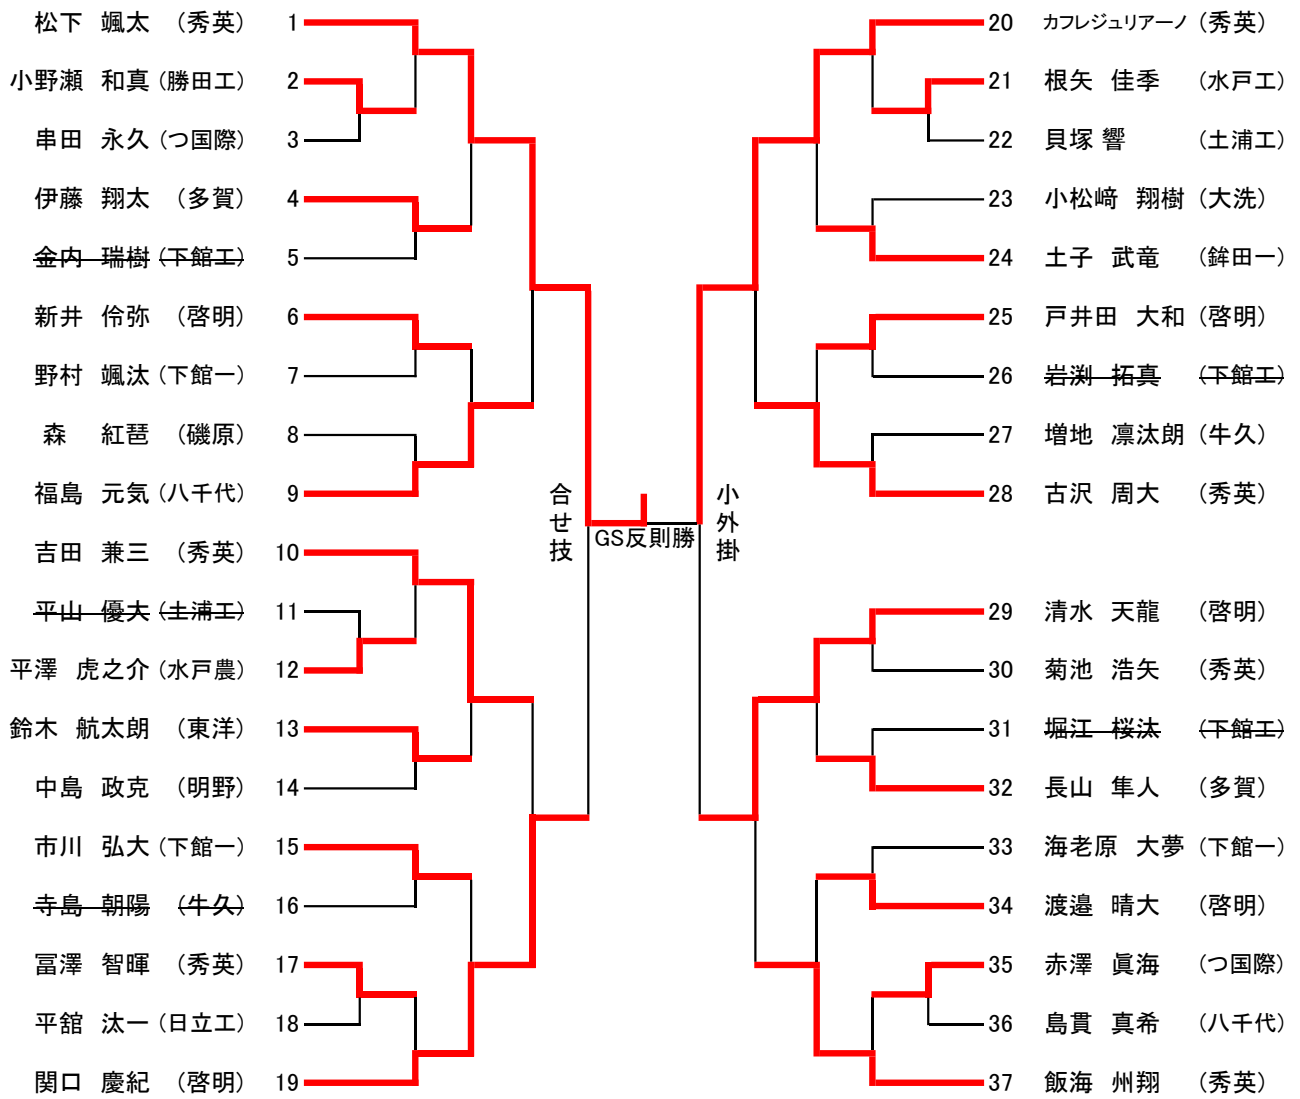 松下 颯太 (秀英) 1
小野瀬 和真 (勝田工) 2
串田 永久 (つ国際) 3
伊藤 翔太 (多賀) 4
金内 瑞樹 (下館工) 5
新井 伶弥 (啓明) 6
野村 颯汰 (下館一) 7
森 紅琶 (磯原) 8
福島 元気 (八千代) 9
吉田 兼三 (秀英) 10
平山 優大 (土浦工) 11
平澤 虎之介 (水戸農) 12
鈴木 航太朗 (東洋) 13
中島 政克 (明野) 14
市川 弘大 (下館一) 15
寺島 朝陽 (牛久) 16
冨澤 智暉 (秀英) 17
平舘 汰一 (日立工) 18
関口 慶紀 (啓明) 19
合せ技
GS反則勝
小外掛
20 カフレジュリアーノ (秀英)
21 根矢 佳季 (水戸工)
22 貝塚 響 (土浦工)
23 小松﨑 翔樹 (大洗)
24 土子 武竜 (鉾田一)
25 戸井田 大和 (啓明)
26 岩渕 拓真 (下館工)
27 増地 凛汰朗 (牛久)
28 古沢 周大 (秀英)
29 清水 天龍 (啓明)
30 菊池 浩矢 (秀英)
31 堀江 桜汰 (下館工)
32 長山 隼人 (多賀)
33 海老原 大夢 (下館一)
34 渡邉 晴大 (啓明)
35 赤澤 眞海 (つ国際)
36 島貫 真希 (八千代)
37 飯海 州翔 (秀英)